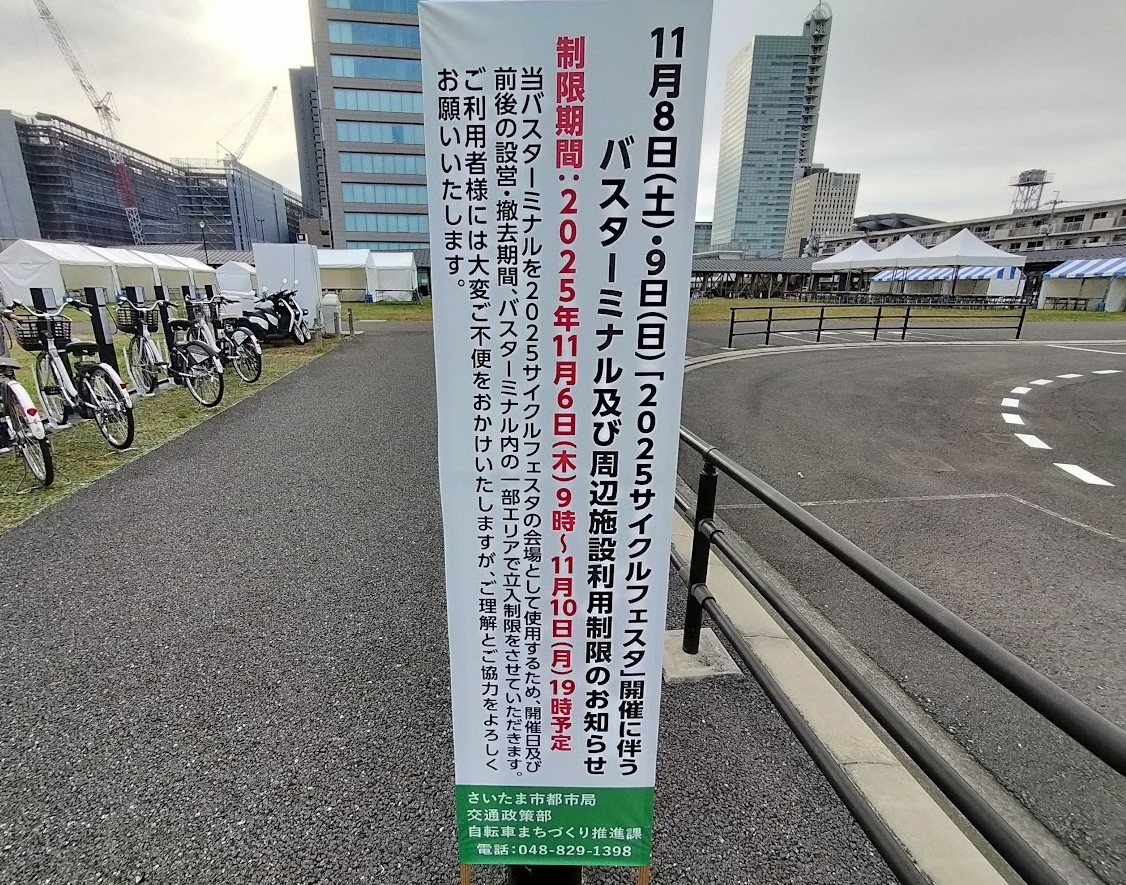 11月8日(土)・9日(日)「2025サイクルフェスタ」開催に伴う
バスターミナル及び周辺施設利用制限のお知らせ
制限期間：2025年11月6日(木)9時～11月10日(月)19時予定
当バスターミナルを2025サイクルフェスタの会場として使用するため、開催日及び
前後の設営・撤去期間、バスターミナル内の一部エリアで立入制限をさせていただきます。
ご利用者様には大変ご不便をおかけいたしますが、ご理解とご協力をよろしく
お願いいたします。
さいたま市都市局
交通政策部
自転車まちづくり推進課
電話：048-829-1398